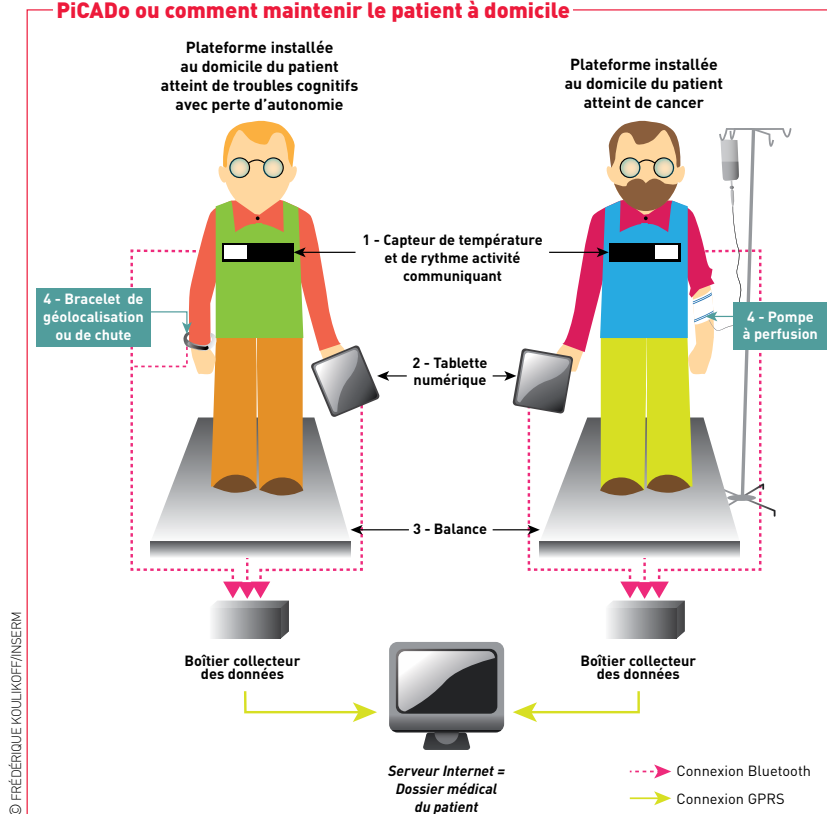 PiCADo ou comment maintenir le patient à domicile
Plateforme installée
au domicile du patient
atteint de troubles cognitifs
avec perte d'autonomie
Plateforme installée
au domicile du patient
atteint de cancer
1 - Capteur de température
et de rythme activité
communiquant
4 - Bracelet de
géolocalisation
ou de chute
4 - Pompe
à perfusion
2 - Tablette
numérique
3 - Balance
Boîtier collecteur
des données
Boîtier collecteur
des données
Serveur Internet =
Dossier médical
du patient
Connexion Bluetooth
Connexion GPRS
© FRÉDÉRIQUE KOULIKOFF/INSERM